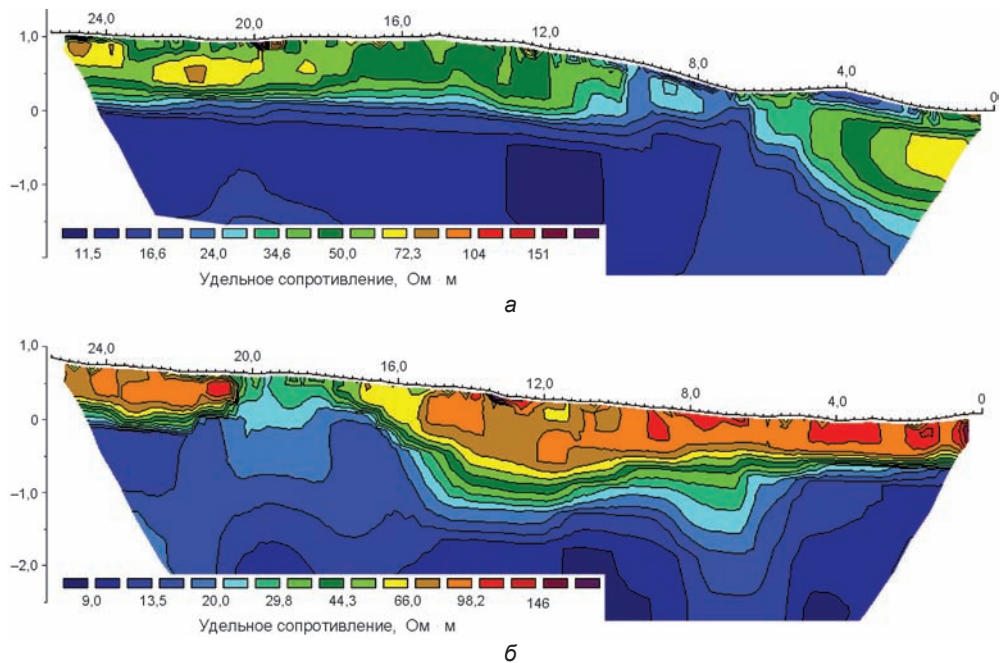 24,0 20,0 16,0 12,0 8,0 4,0 0
1,0
0
–1,0
11,5 16,6 24,0 34,6 50,0 72,3 104 151
Удельное сопротивление, Ом · м
а
24,0 20,0 16,0 12,0 8,0 4,0 0
1,0
0
–1,0
–2,0
9,0 13,5 20,0 29,8 44,3 66,0 98,2 146
Удельное сопротивление, Ом · м
б